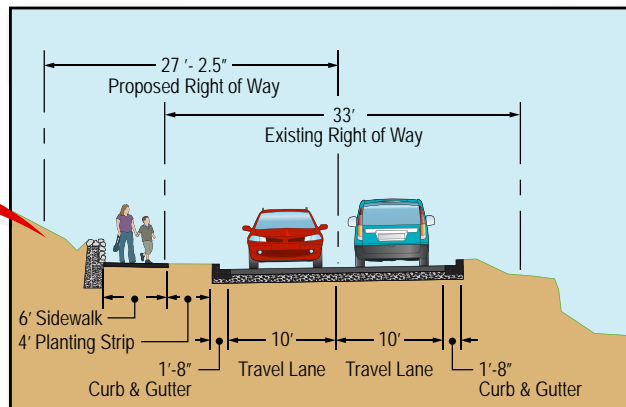 27 '- 2.5"
Proposed Right of Way
33'
Existing Right of Way
6' Sidewalk
4' Planting Strip
10'
10'
1'-8"
Travel Lane
Travel Lane
1'-8"
Curb & Gutter
Curb & Gutter